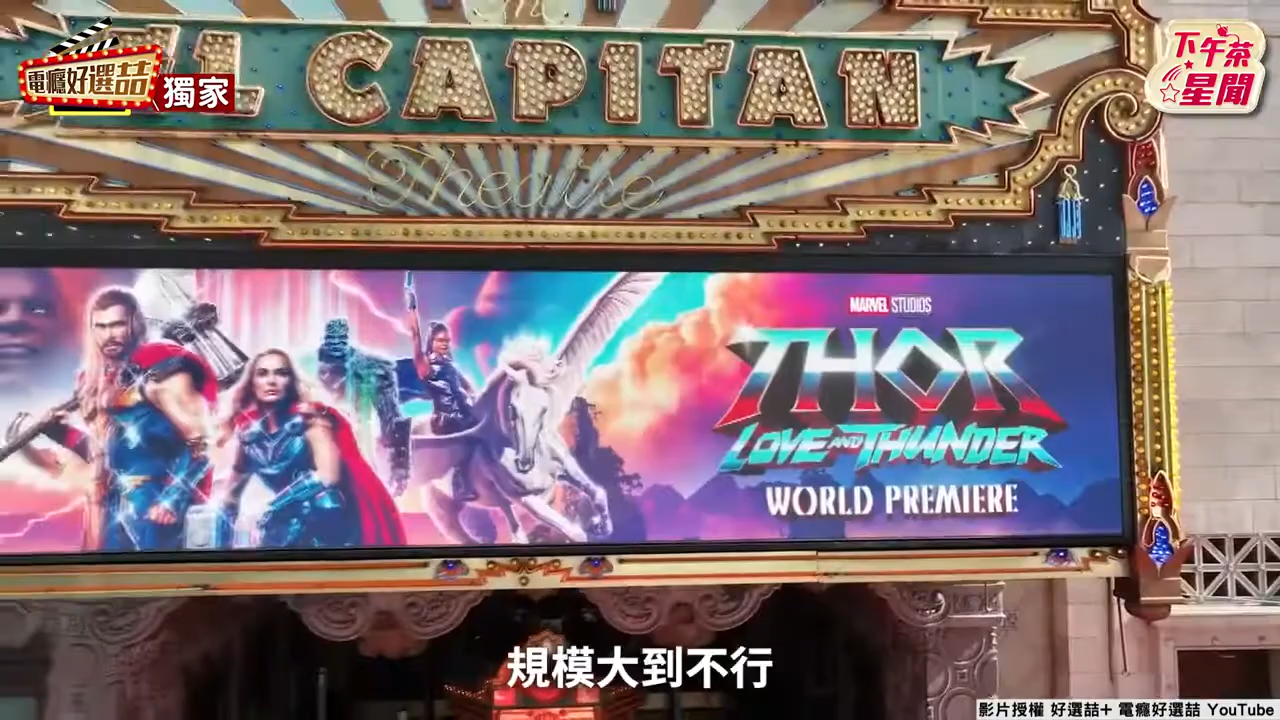 EL CAPITAN
Theatre
電癮好選喆
獨家
下午茶
星聞
MARVEL STUDIOS
THOR
LOVE AND THUNDER
WORLD PREMIERE
規模大到不行
影片授權 好選喆+ 電癮好選喆 YouTube